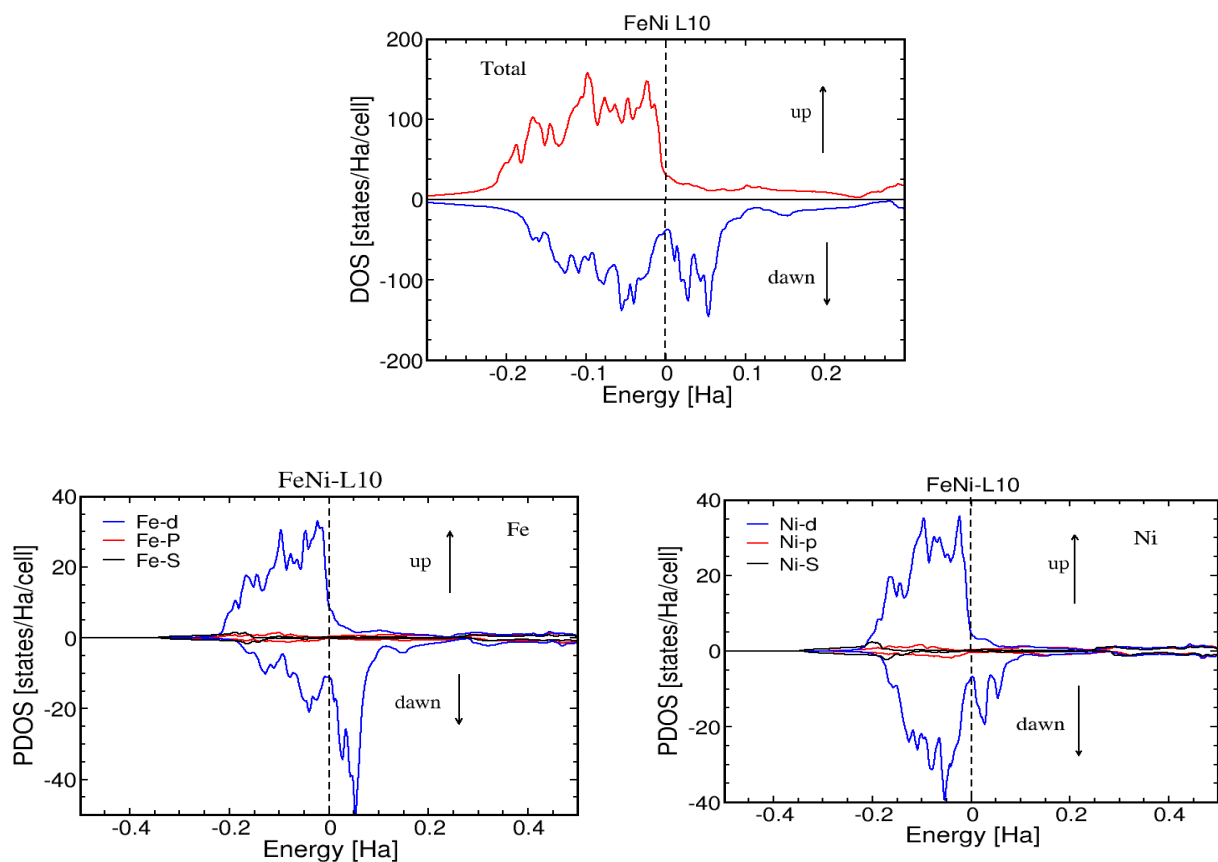 FeNi L10
200
Total
100
up
0
DOS [states/Ha/cell]
-100
dawn
-200
-0.2 -0.1 0 0.1 0.2
Energy [Ha]
FeNi-L10
40
Fe-d
Fe
Fe-P
Fe-S
20
up
0
PDOS [states/Ha/cell]
-20
dawn
-40
-0.4 -0.2 0 0.2 0.4
Energy [Ha]
FeNi-L10
40
Ni-d
Ni
Ni-p
Ni-S
20
up
0
PDOS [states/Ha/cell]
-20
dawn
-40
-0.4 -0.2 0 0.2 0.4
Energy [Ha]